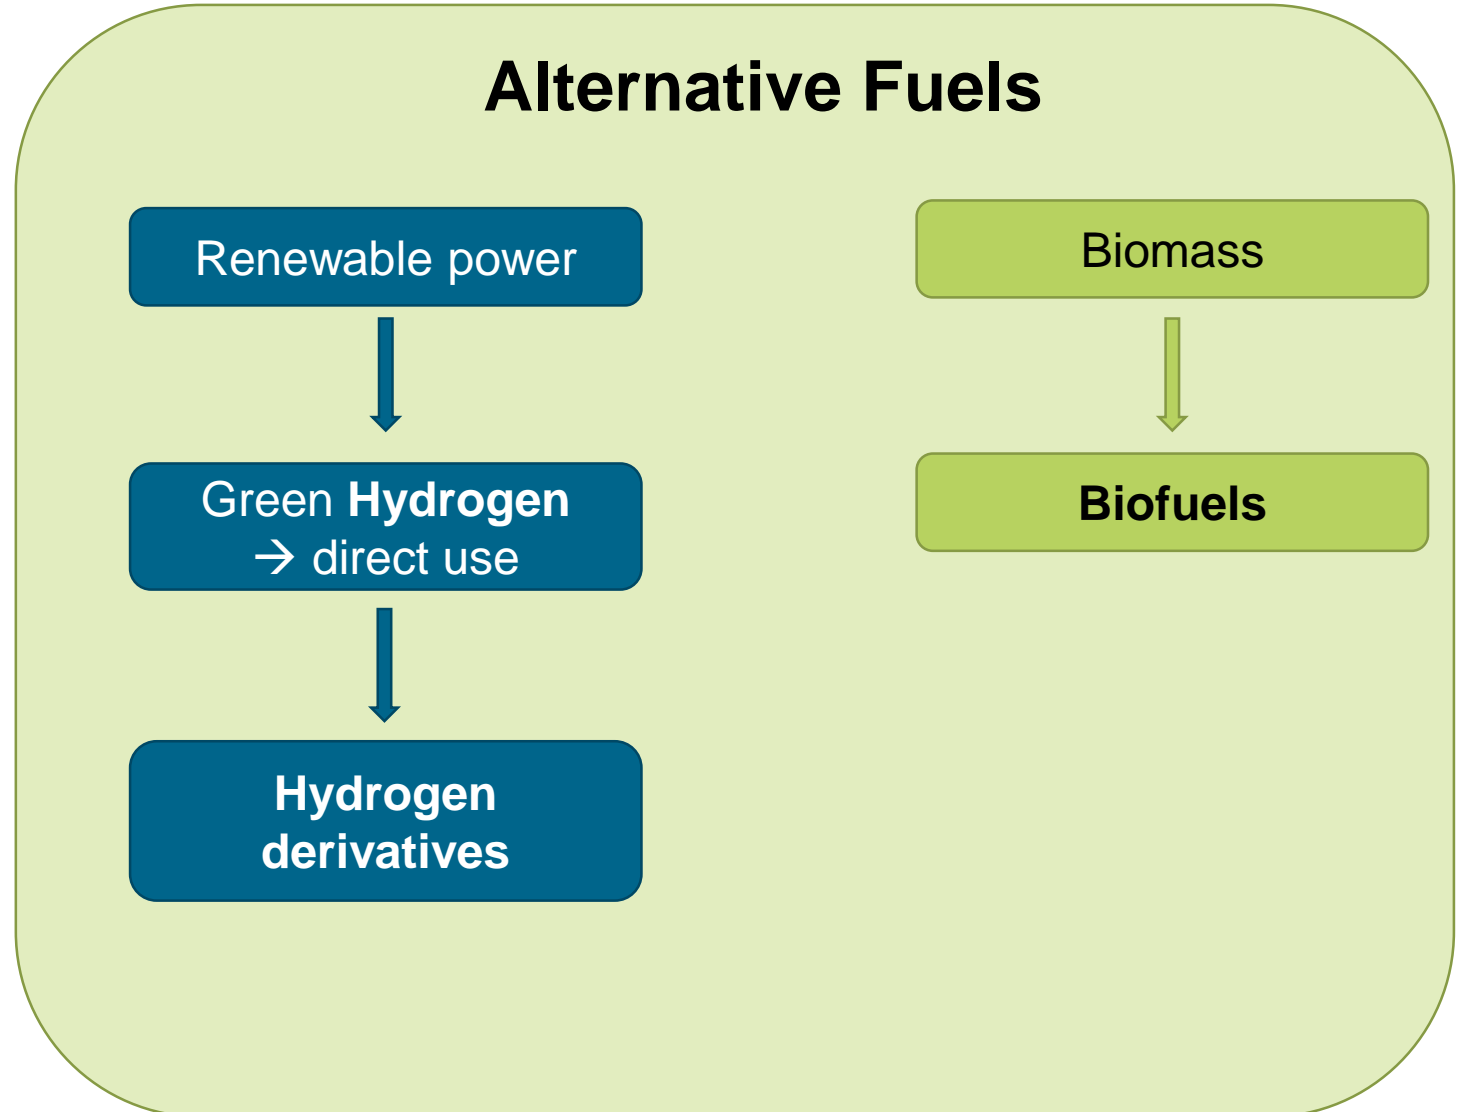 Alternative Fuels
Renewable power
Green Hydrogen
→ direct use
Hydrogen
derivatives
Biomass
Biofuels